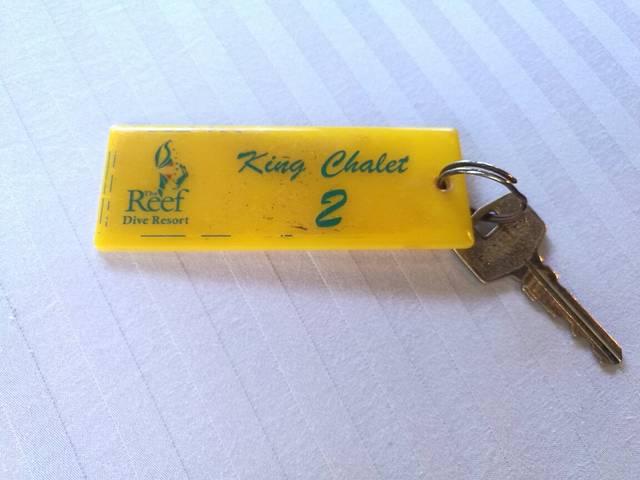 The
Reef
Dive Resort
King Chalet
2